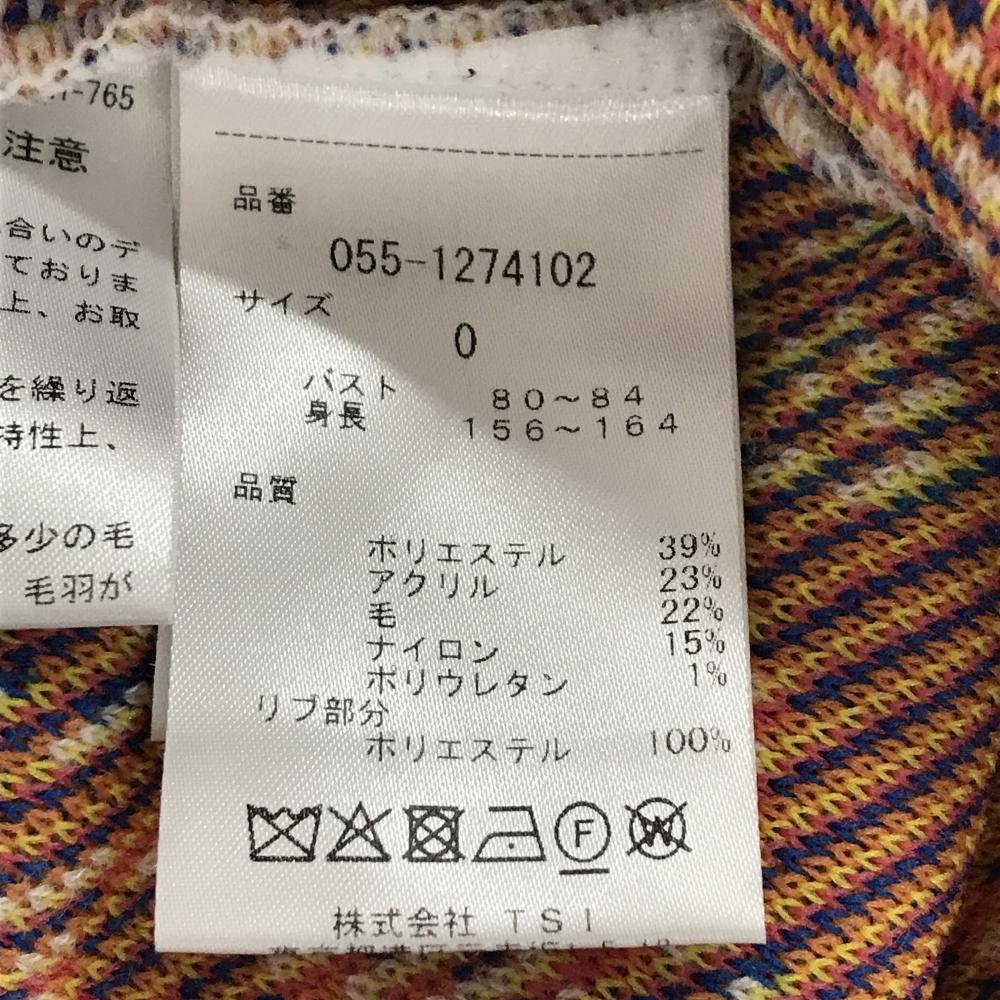 -765
注意
合いのデ
ておりま
上、お取
を繰り返
特性上、
多少の毛
毛羽が
品番
055-1274102
サイズ
0
バスト 80～84
身長 156～164
品質
ポリエステル 39%
アクリル 23%
毛 22%
ナイロン 15%
ポリウレタン 1%
リブ部分
ポリエステル 100%
F
W
株式会社 TSI